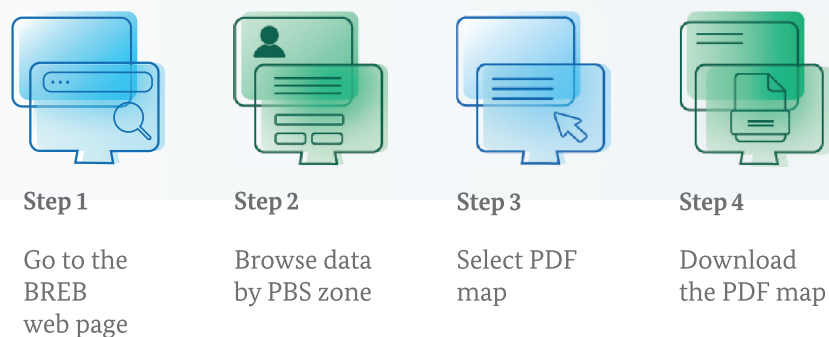 Step 1
Go to the
BREB
web page
Step 2
Browse data
by PBS zone
Step 3
Select PDF
map
Step 4
Download
the PDF map